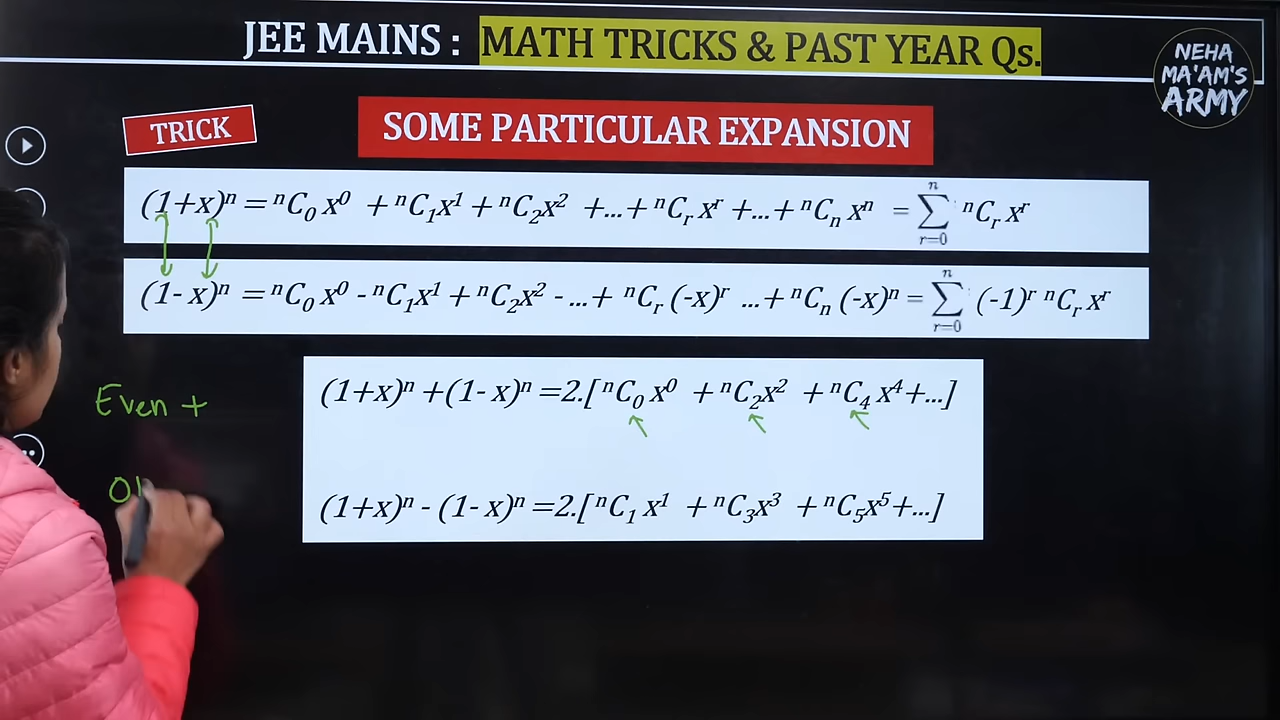 JEE MAINS : MATH TRICKS & PAST YEAR Qs.
NEHA
MA'AM'S
ARMY
TRICK
SOME PARTICULAR EXPANSION
(1+x)ⁿ = ⁿC₀ x⁰ + ⁿC₁x¹ + ⁿC₂x² +...+ ⁿCᵣ xʳ +...+ ⁿCₙ xⁿ = ∑ⁿᵣ₌₀ ⁿCᵣ xʳ
(1- x)ⁿ = ⁿC₀ x⁰ - ⁿC₁x¹ + ⁿC₂x² - ...+ ⁿCᵣ (-x)ʳ ...+ ⁿCₙ (-x)ⁿ = ∑ⁿᵣ₌₀ (-1)ʳ ⁿCᵣ xʳ
(1+x)ⁿ +(1- x)ⁿ =2.[ⁿC₀ x⁰ + ⁿC₂x² + ⁿC₄ x⁴+...]
Even +
(1+x)ⁿ - (1- x)ⁿ =2.[ⁿC₁ x¹ + ⁿC₃x³ + ⁿC₅x⁵+...]